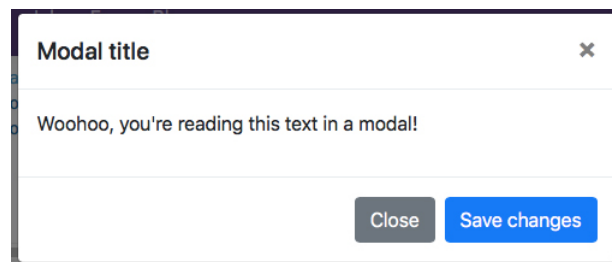 Modal title
×
Woohoo, you're reading this text in a modal!
Close
Save changes